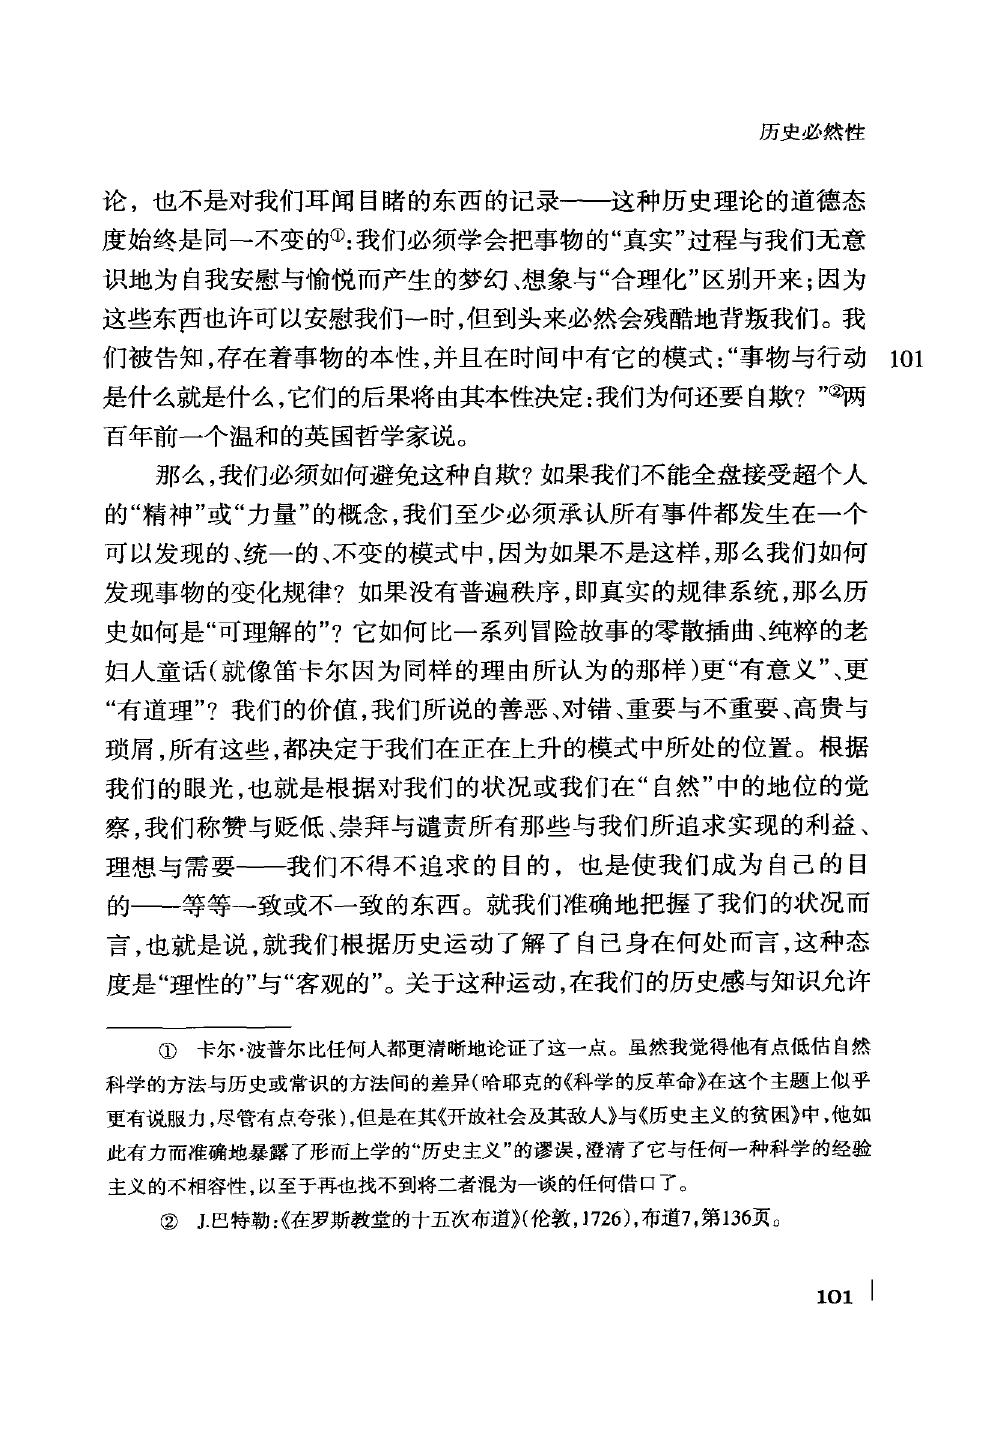 历史必然性
论，也不是对我们耳闻目睹的东西的记录——这种历史理论的道德态
度始终是同一不变的①:我们必须学会把事物的“真实”过程与我们无意
识地为自我安慰与愉悦而产生的梦幻、想象与“合理化”区别开来;因为
这些东西也许可以安慰我们一时,但到头来必然会残酷地背叛我们。我
们被告知,存在着事物的本性,并且在时间中有它的模式:“事物与行动 101
是什么就是什么,它们的后果将由其本性决定:我们为何还要自欺？”②两
百年前一个温和的英国哲学家说。
那么,我们必须如何避免这种自欺？如果我们不能全盘接受超个人
的“精神”或“力量”的概念,我们至少必须承认所有事件都发生在一个
可以发现的、统一的、不变的模式中,因为如果不是这样,那么我们如何
发现事物的变化规律？如果没有普遍秩序,即真实的规律系统,那么历
史如何是“可理解的”？它如何比一系列冒险故事的零散插曲、纯粹的老
妇人童话(就像笛卡尔因为同样的理由所认为的那样)更“有意义”、更
“有道理”？我们的价值,我们所说的善恶、对错、重要与不重要、高贵与
琐屑,所有这些,都决定于我们在正在上升的模式中所处的位置。根据
我们的眼光,也就是根据对我们的状况或我们在“自然”中的地位的觉
察,我们称赞与贬低、崇拜与谴责所有那些与我们所追求实现的利益、
理想与需要——我们不得不追求的目的，也是使我们成为自己的目
的——等等一致或不一致的东西。就我们准确地把握了我们的状况而
言,也就是说,就我们根据历史运动了解了自己身在何处而言,这种态
度是“理性的”与“客观的”。关于这种运动,在我们的历史感与知识允许
① 卡尔·波普尔比任何人都更清晰地论证了这一点。虽然我觉得他有点低估自然
科学的方法与历史或常识的方法间的差异(哈耶克的《科学的反革命》在这个主题上似乎
更有说服力,尽管有点夸张),但是在其《开放社会及其敌人》与《历史主义的贫困》中,他如
此有力而准确地暴露了形而上学的“历史主义”的谬误,澄清了它与任何一种科学的经验
主义的不相容性,以至于再也找不到将二者混为一谈的任何借口了。
② J.巴特勒:《在罗斯教堂的十五次布道》(伦敦,1726),布道7,第136页。
101